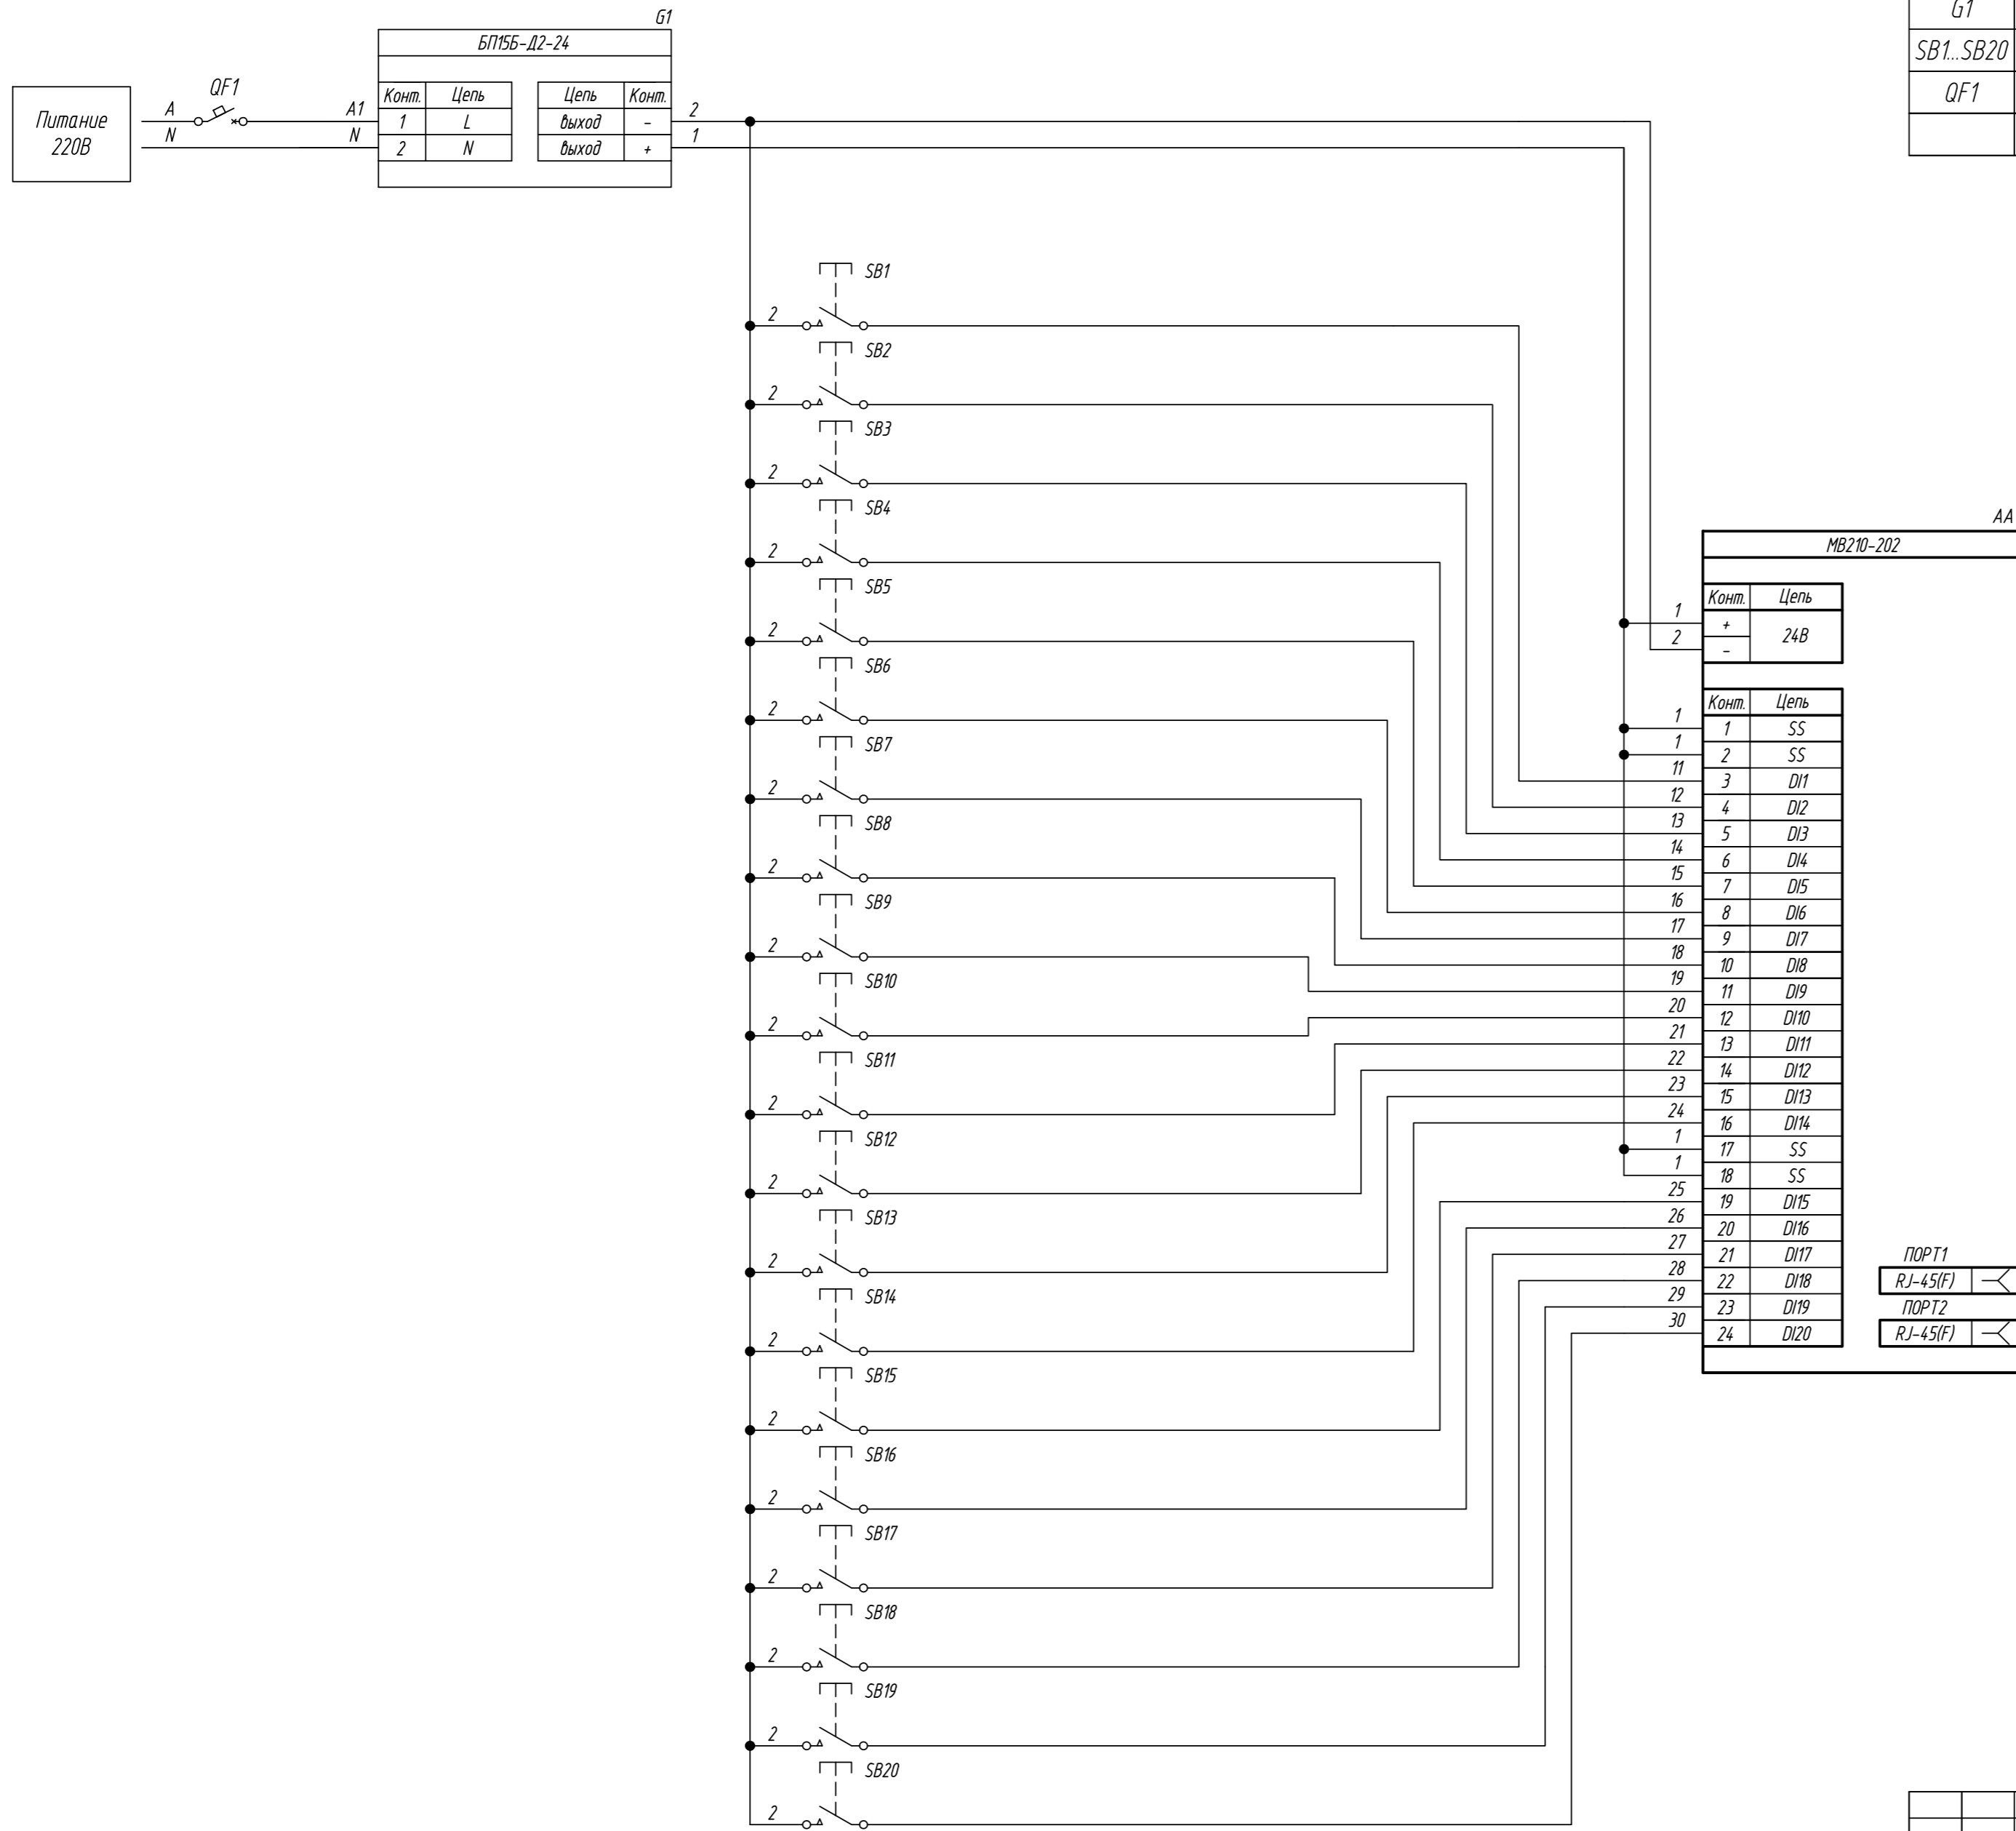 G1
SB1...SB20
QF1
G1
БП15Б-Д2-24
Конт. Цепь Цепь Конт.
1 L выход -
2 N выход +
Питание
220В
A QF1 A1
N N
2
1
SB1
2
SB2
2
SB3
2
SB4
2
SB5
2
SB6
2
SB7
2
SB8
2
SB9
2
SB10
2
SB11
2
SB12
2
SB13
2
SB14
2
SB15
2
SB16
2
SB17
2
SB18
2
SB19
2
SB20
2
AA
МВ210-202
Конт. Цепь
1 + 24В
2 -
Конт. Цепь
1 1 SS
1 2 SS
11 3 DI1
12 4 DI2
13 5 DI3
14 6 DI4
15 7 DI5
16 8 DI6
17 9 DI7
18 10 DI8
19 11 DI9
20 12 DI10
21 13 DI11
22 14 DI12
23 15 DI13
24 16 DI14
1 17 SS
1 18 SS
25 19 DI15
26 20 DI16
27 21 DI17
28 22 DI18
29 23 DI19
30 24 DI20
ПОРТ1
RJ-45(F)
ПОРТ2
RJ-45(F)